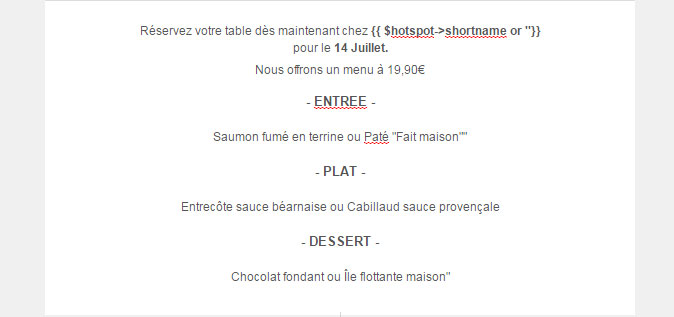 Réservez votre table dès maintenant chez {{ $hotspot->shortname or ''}}
pour le 14 Juillet.
Nous offrons un menu à 19,90€
- ENTREE -
Saumon fumé en terrine ou Paté "Fait maison""
- PLAT -
Entrecôte sauce béarnaise ou Cabillaud sauce provençale
- DESSERT -
Chocolat fondant ou Île flottante maison"